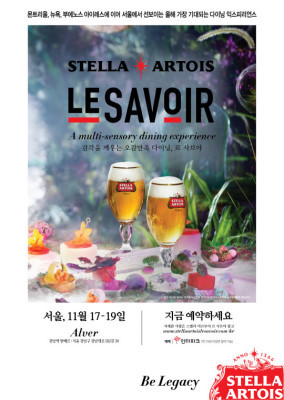 몬트리올, 뉴욕, 부에노스 아이레스에 이어 서울에서 선보이는 올해 가장 기대되는 다이닝 익스피리언스
STELLA ARTOIS
LE SAVOIR
A multi-sensory dining experience
감각을 깨우는 오감만족 다이닝, 르 사브아
STELLA ARTOIS
STELLA ARTOIS
서울, 11월 17-19일
Alver
지금 예약하세요
www.stellaartoislesavoir.co.kr
인터파크
Be Legacy
ANNO 1366
STELLA ARTOIS